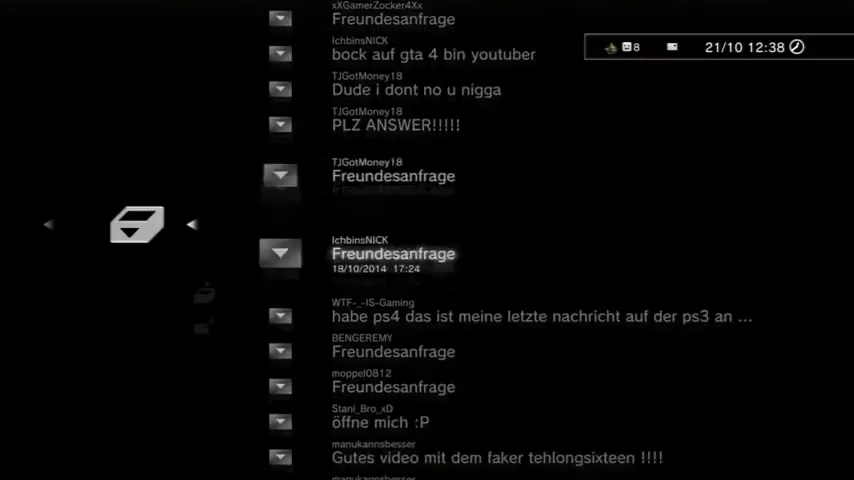 xXGamerZocker4Xx
Freundesanfrage
IchbinsNICK
bock auf gta 4 bin youtuber
8
21/10 12:38
TJGotMoney18
Dude i dont no u nigga
TJGotMoney18
PLZ ANSWER!!!!!
TJGotMoney18
Freundesanfrage
IchbinsNICK
Freundesanfrage
18/10/2014 17:24
WTF-_-IS-Gaming
habe ps4 das ist meine letzte nachricht auf der ps3 an ...
BENGEREMY
Freundesanfrage
moppel0812
Freundesanfrage
Stani_Bro_xD
öffne mich :P
manukannsbesser
Gutes video mit dem faker tehlongsixteen !!!!
manukannsbesser